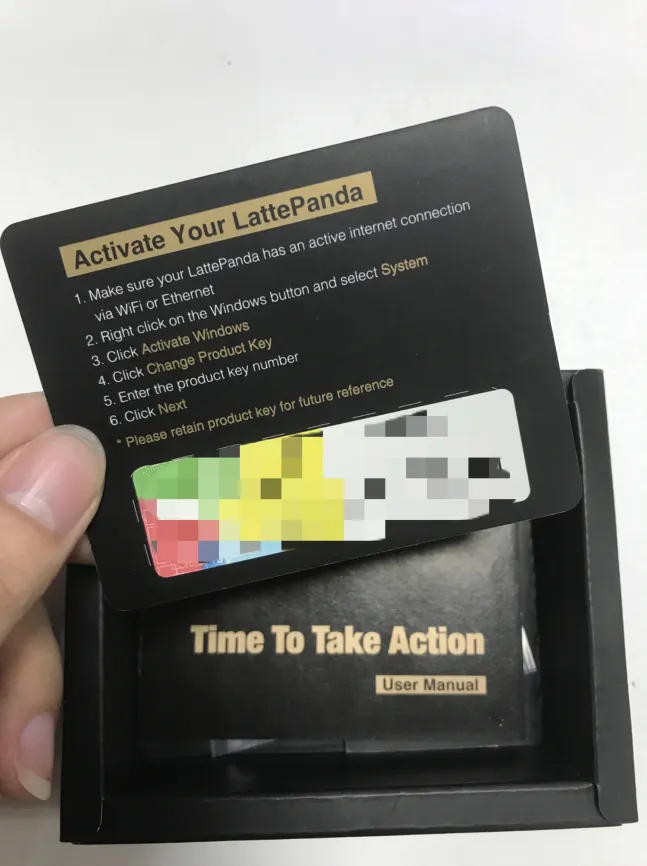 Activate Your LattePanda
1. Make sure your LattePanda has an active internet connection
via WiFi or Ethernet
2. Right click on the Windows button and select System
3. Click Activate Windows
4. Click Change Product Key
5. Enter the product key number
6. Click Next
* Please retain product key for future reference
Time To Take Action
User Manual